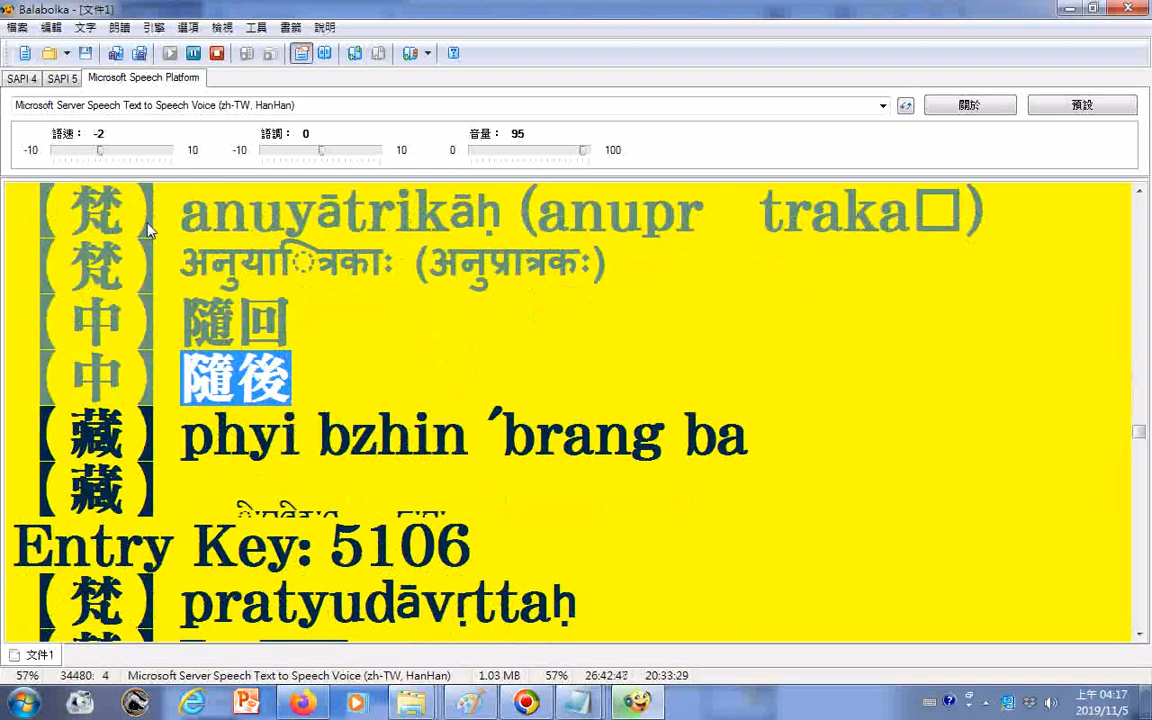 Balabolka - [文件1]
檔案 編輯 文字 朗讀 引擎 選項 檢視 工具 書籤 說明
SAPI 4 SAPI 5 Microsoft Speech Platform
Microsoft Server Speech Text to Speech Voice (zh-TW, HanHan) 關於 預設
語速： -2 語調： 0 音量： 95
-10 10 -10 10 0 100
【梵】 anuyātrikāḥ (anupr traka□)
【梵】 अनुयात्रिकाः (अनुप्रात्रकः)
【中】 隨回
【中】 隨後
【藏】 phyi bzhin 'brang ba
【藏】
Entry Key: 5106
【梵】 pratyudāvṛttaḥ
文件1
57% 34480: 4 Microsoft Server Speech Text to Speech Voice (zh-TW, HanHan) 1.03 MB 57% 26:42:47 20:33:29
上午 04:17
2019/11/5